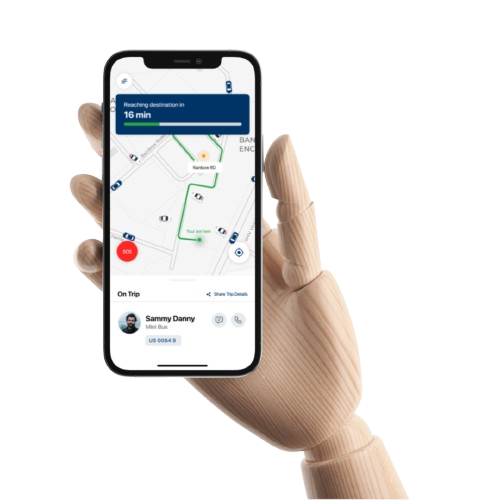 Reaching destination in
16 min
BAN
ENC
Rainbow RD
Your are here
SOS
On Trip
Share Trip Details
Sammy Danny
Mini Bus
US 0064 9